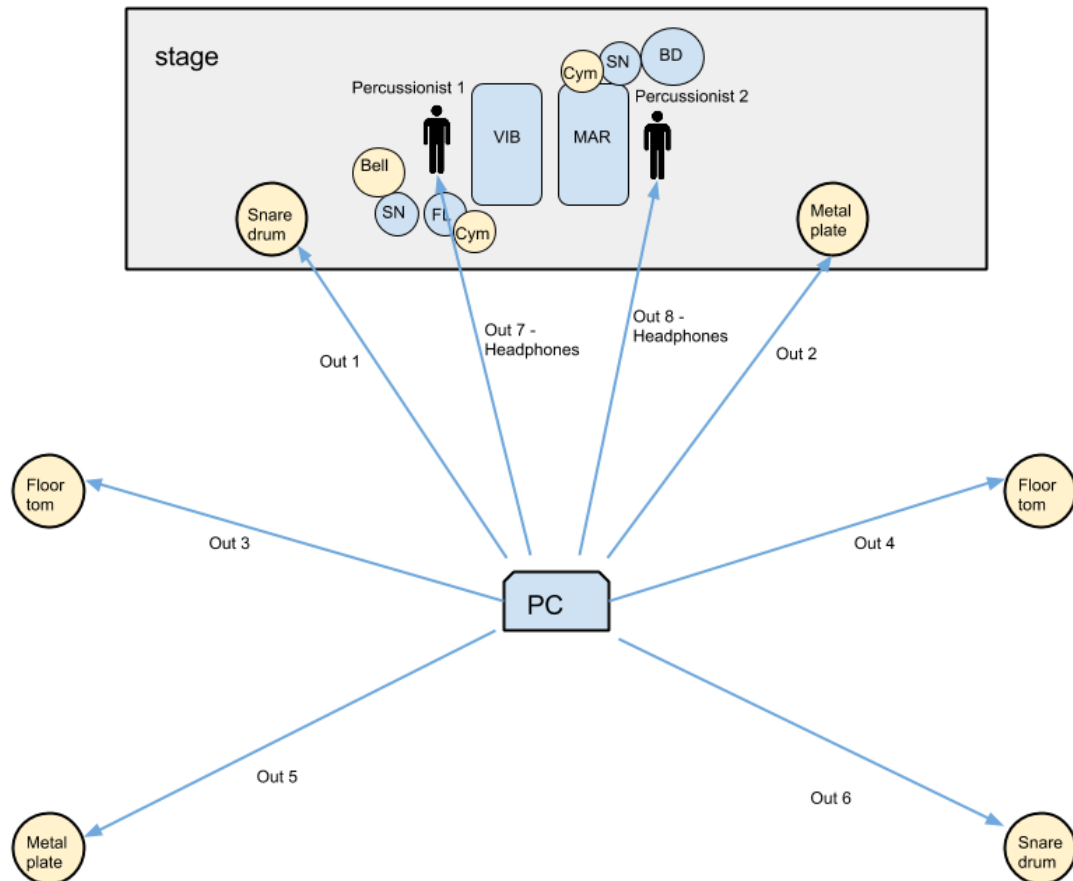 stage
BD
SN
Cym
Percussionist 1
Percussionist 2
VIB
MAR
Bell
SN
FL
Cym
Snare
drum
Metal
plate
Out 7 -
Headphones
Out 8 -
Headphones
Out 1
Out 2
Floor
tom
Floor
tom
Out 3
Out 4
PC
Out 5
Out 6
Metal
plate
Snare
drum